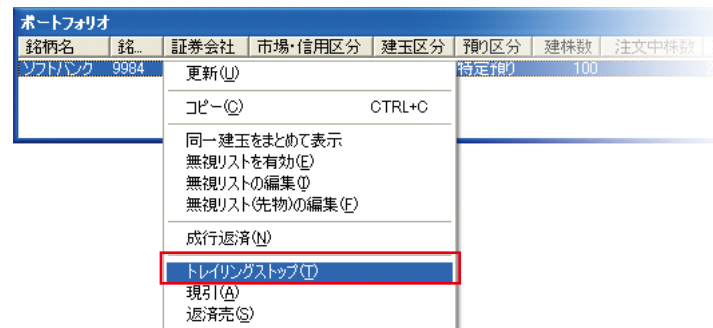 ポートフォリオ
銘柄名 銘... 証券会社 市場・信用区分 建玉区分 預り区分 建株数 注文中株数
ソフトバンク 9984 特定預り 100
更新(U)
コピー(C) CTRL+C
同一建玉をまとめて表示
無視リストを有効(E)
無視リストの編集(I)
無視リスト(先物)の編集(F)
成行返済(N)
トレイリングストップ(T)
現引(A)
返済売(S)